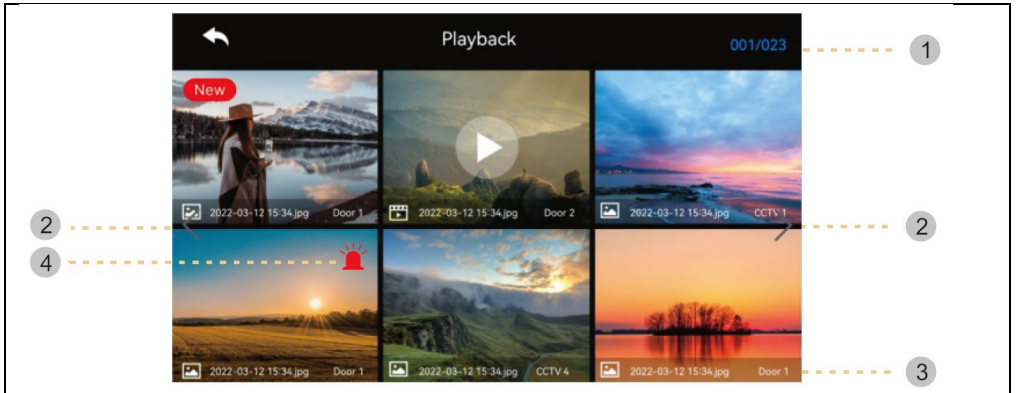 Playback
001/023
1
New
2022-03-12 15:34.jpg Door 1
2022-03-12 15:34.jpg Door 2
2022-03-12 15:34.jpg CCTV 1
2
2
4
2022-03-12 15:34.jpg Door 1
2022-03-12 15:34.jpg CCTV 4
2022-03-12 15:34.jpg Door 1
3